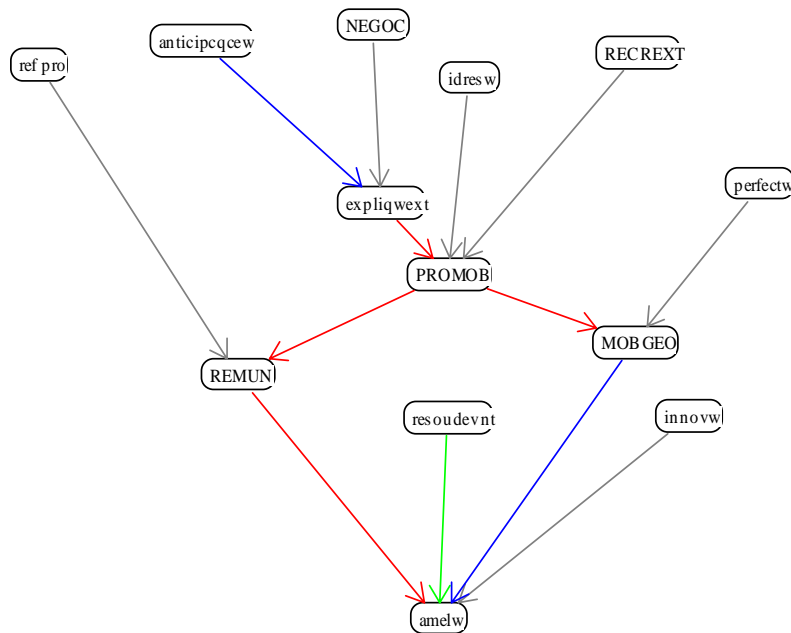 NEGOC
anticipcqcew
RECREXT
ref pro
idresw
perfectw
expliqwext
PROMOB
MOBGEO
REMUN
resoudevnt
innovw
amelw